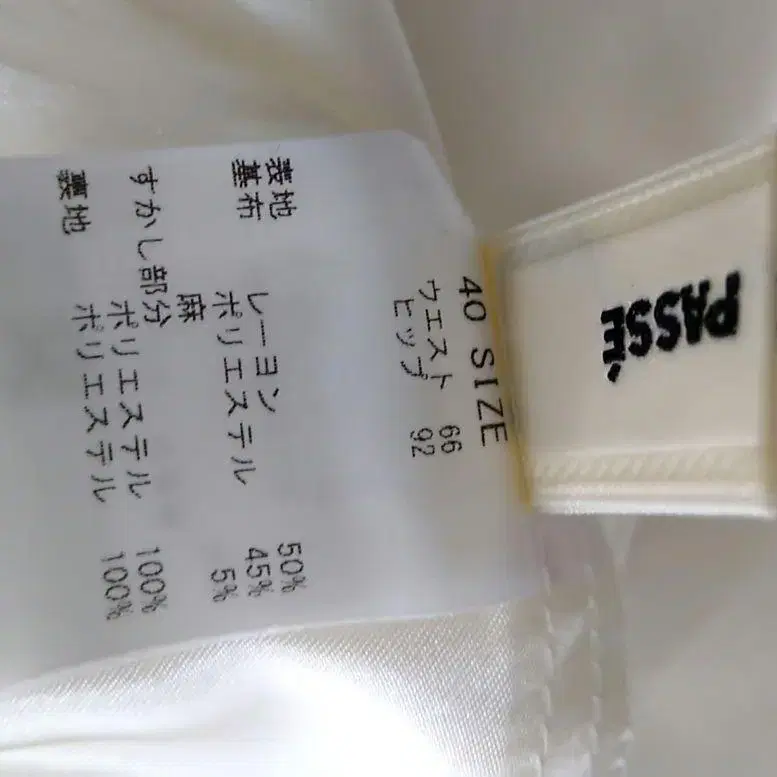 PASSÉ
40 SIZE
ウエスト 66
ヒップ 92
表地 レーヨン 50%
基布 ポリエステル 45%
麻 5%
すかし部分 ポリエステル 100%
裏地 ポリエステル 100%